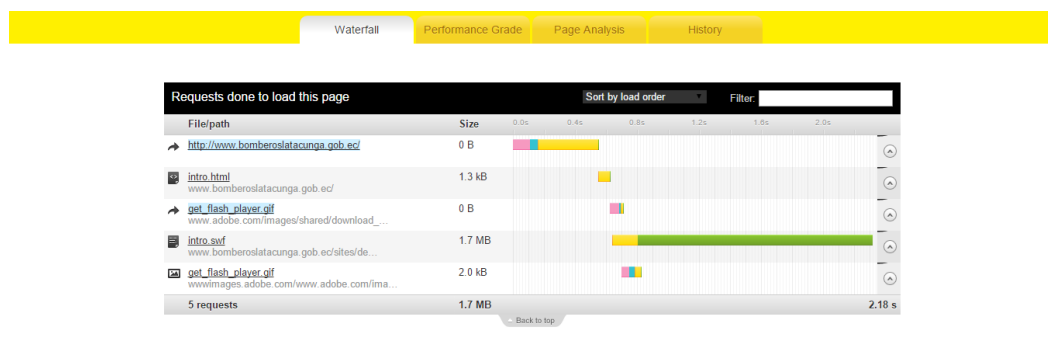 Waterfall Performance Grade Page Analysis History
Requests done to load this page Sort by load order Filter:
File/path Size 0.0s 0.4s 0.8s 1.2s 1.6s 2.0s
http://www.bomberoslatacunga.gob.ec/ 0 B
intro.html 1.3 kB
www.bomberoslatacunga.gob.ec/
get_flash_player.gif 0 B
www.adobe.com/images/shared/download_...
intro.swf 1.7 MB
www.bomberoslatacunga.gob.ec/sites/de...
get_flash_player.gif 2.0 kB
wwwimages.adobe.com/www.adobe.com/ima...
5 requests 1.7 MB 2.18 s
Back to top